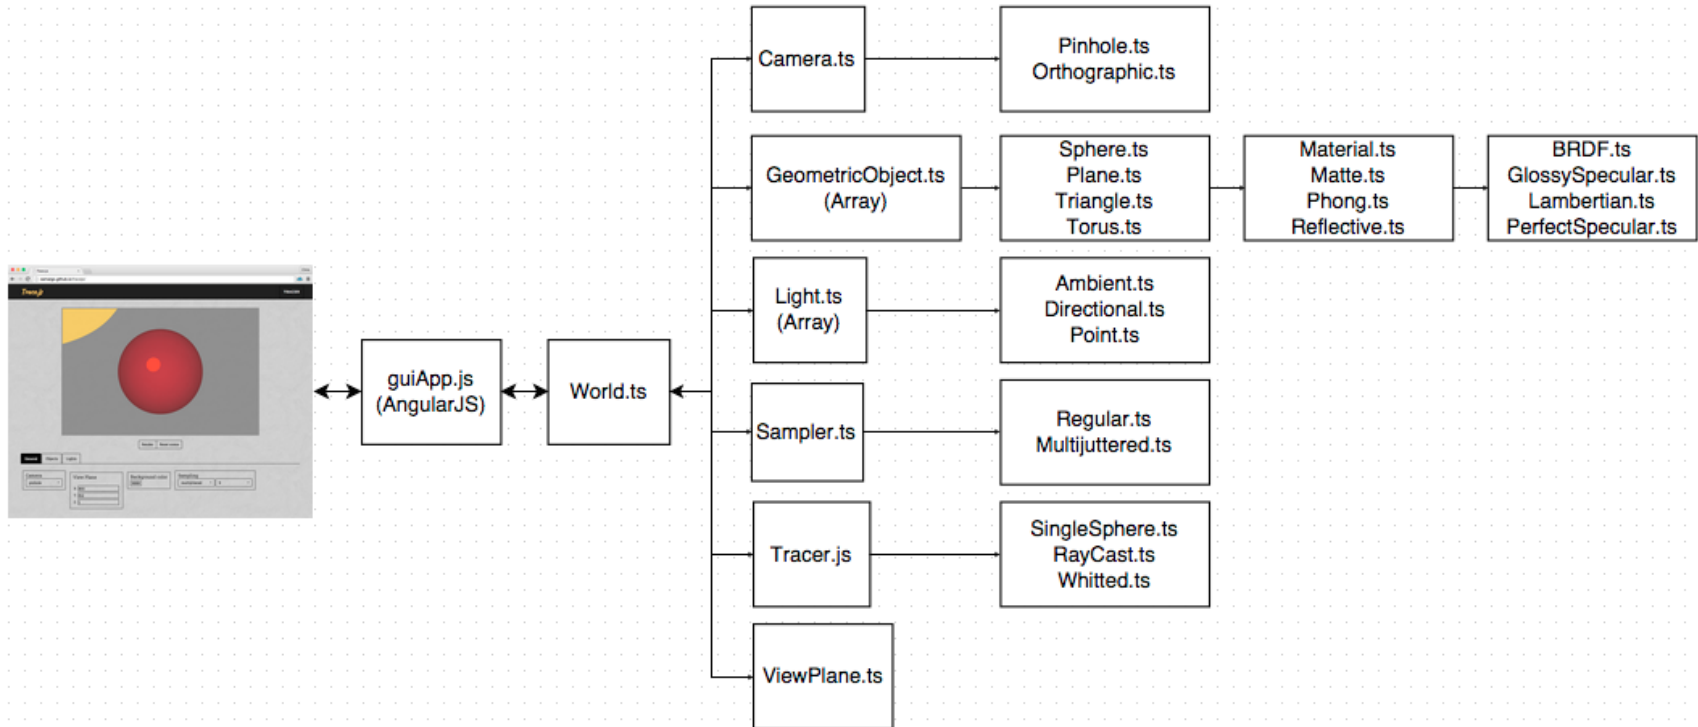 Camera.ts
Pinhole.ts
Orthographic.ts
GeometricObject.ts
(Array)
Sphere.ts
Plane.ts
Triangle.ts
Torus.ts
Material.ts
Matte.ts
Phong.ts
Reflective.ts
BRDF.ts
GlossySpecular.ts
Lambertian.ts
PerfectSpecular.ts
Light.ts
(Array)
Ambient.ts
Directional.ts
Point.ts
guiApp.js
(AngularJS)
World.ts
Sampler.ts
Regular.ts
Multijuttered.ts
Tracer.js
SingleSphere.ts
RayCast.ts
Whitted.ts
ViewPlane.ts